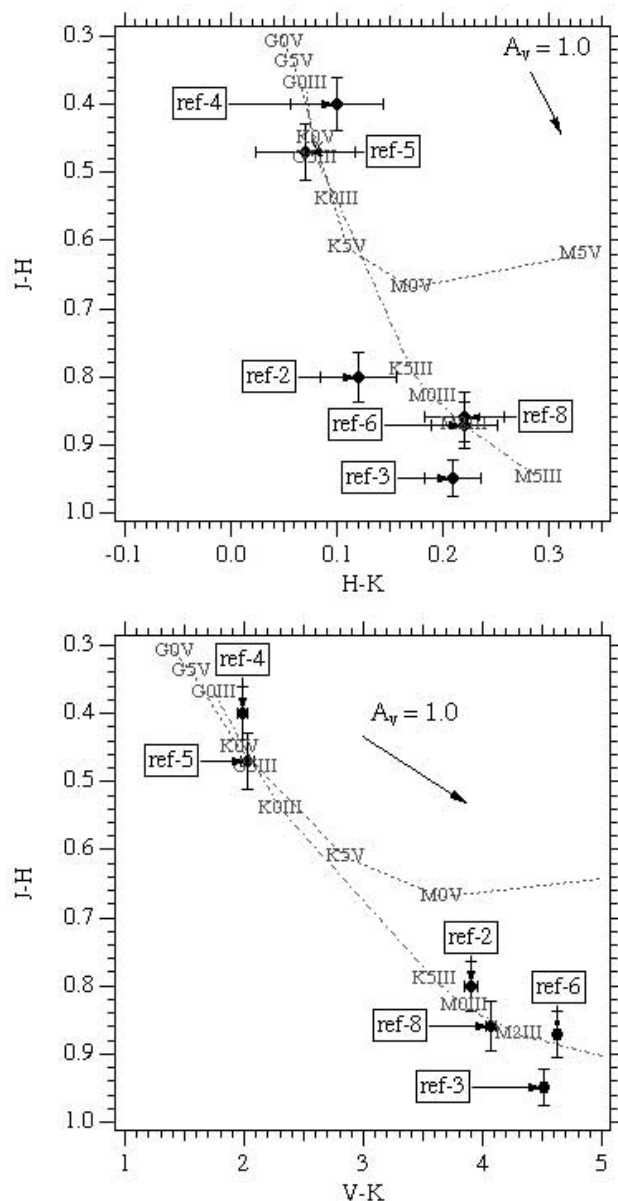 0.3
0.4
0.5
0.6
0.7
0.8
0.9
1.0
J-H
G0V
G5V
G0III
A_v = 1.0
ref-4
K0V
G5III
ref-5
K0III
K5V
M5V
M0V
ref-2
K5III
M0III
ref-8
ref-6
ref-3
M5III
-0.1
0.0
0.1
0.2
0.3
H-K
0.3
0.4
0.5
0.6
0.7
0.8
0.9
1.0
J-H
G0V
G5V
ref-4
G0III
A_v = 1.0
K0V
ref-5
G5III
K0III
K5V
M0V
ref-2
K5III
ref-6
M0III
ref-8
M2III
ref-3
1
2
3
4
5
V-K